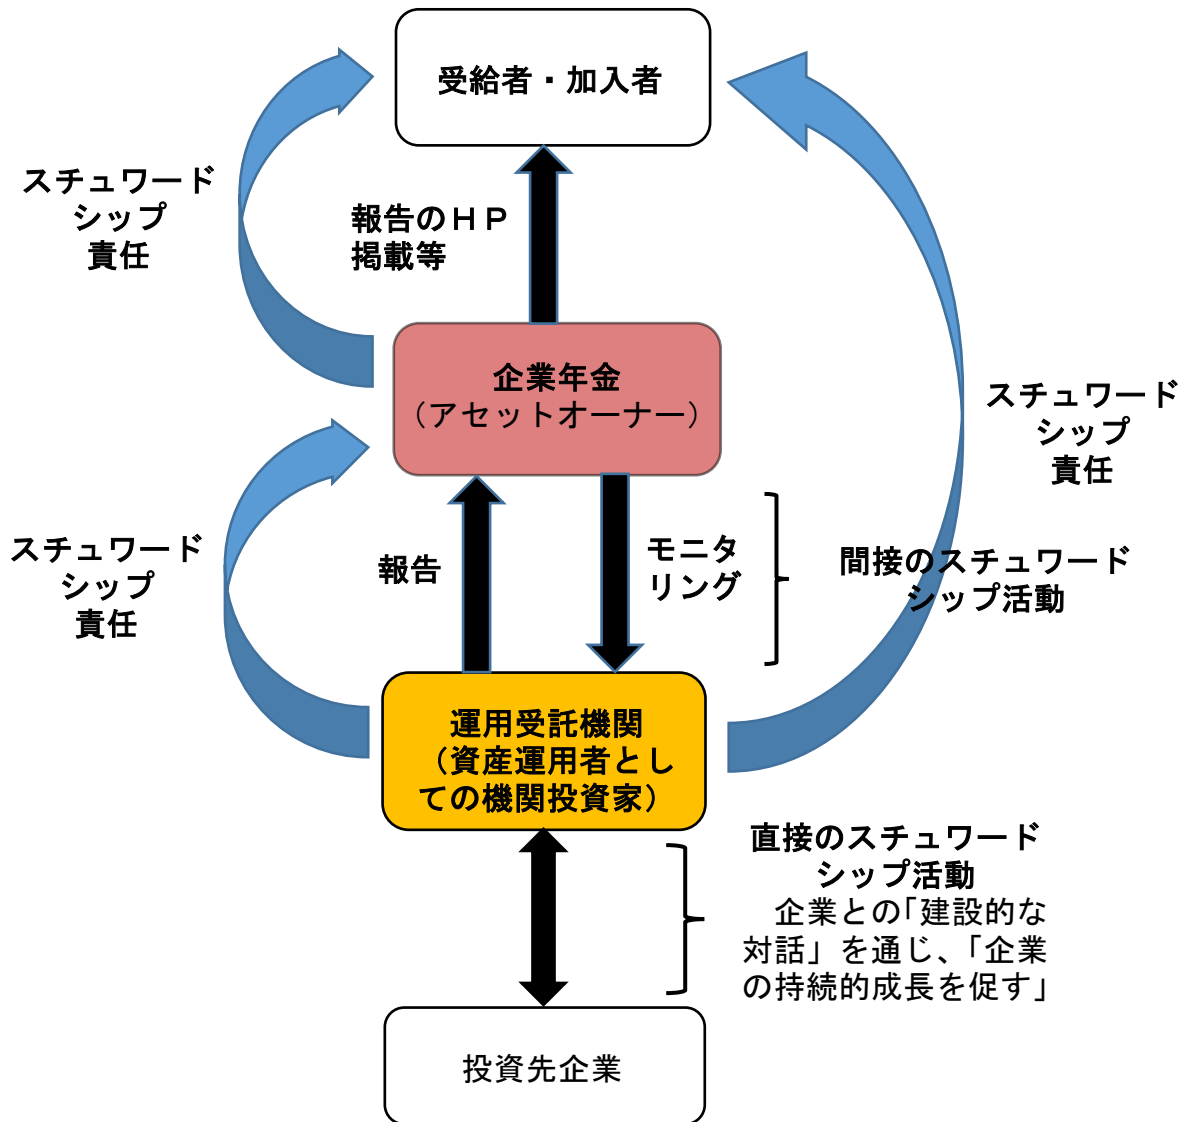 受給者・加入者
スチュワード
シップ
責任
報告のＨＰ
掲載等
企業年金
（アセットオーナー）
スチュワード
シップ
責任
スチュワード
シップ
責任
報告
モニタ
リング
間接のスチュワード
シップ活動
運用受託機関
（資産運用者とし
ての機関投資家）
直接のスチュワード
シップ活動
企業との「建設的な
対話」を通じ、「企業
の持続的成長を促す」
投資先企業